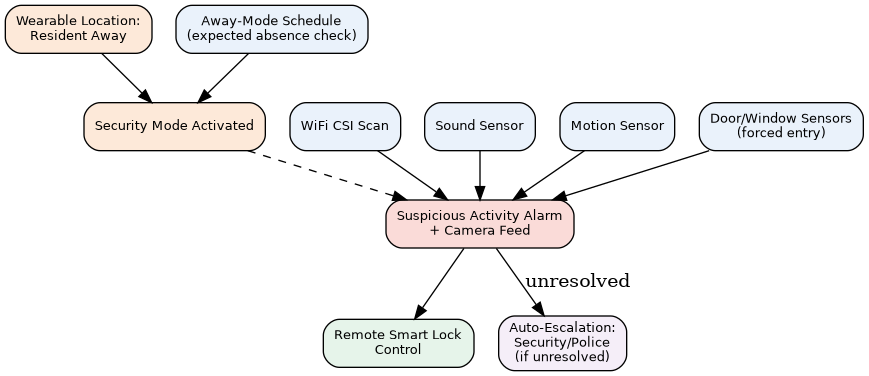 Wearable Location:
Resident Away
Away-Mode Schedule
(expected absence check)
Security Mode Activated
WiFi CSI Scan
Sound Sensor
Motion Sensor
Door/Window Sensors
(forced entry)
Suspicious Activity Alarm
+ Camera Feed
unresolved
Remote Smart Lock
Control
Auto-Escalation:
Security/Police
(if unresolved)